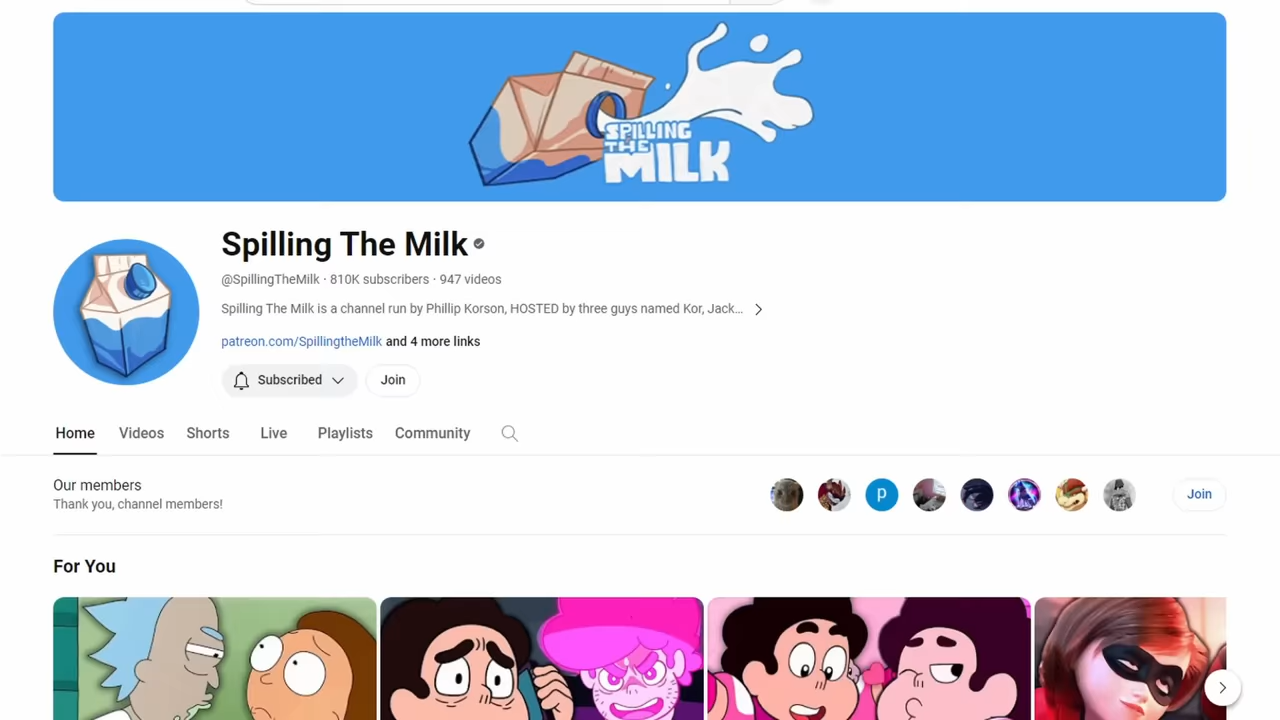 SPILLING
THE
MILK
Spilling The Milk
@SpillingTheMilk · 810K subscribers · 947 videos
Spilling The Milk is a channel run by Phillip Korson, HOSTED by three guys named Kor, Jack...
patreon.com/SpillingtheMilk and 4 more links
Subscribed Join
Home Videos Shorts Live Playlists Community
Our members
Thank you, channel members!
p
Join
For You